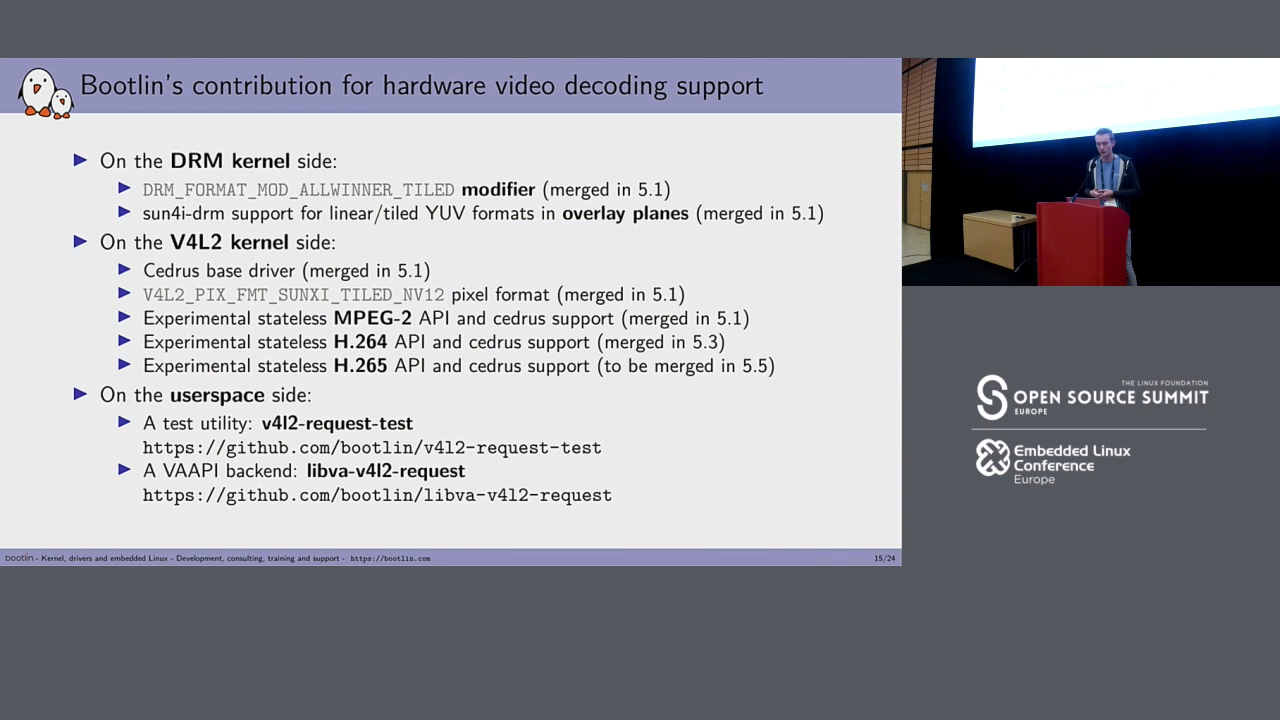 Bootlin's contribution for hardware video decoding support
On the DRM kernel side:
DRM_FORMAT_MOD_ALLWINNER_TILED modifier (merged in 5.1)
sun4i-drm support for linear/tiled YUV formats in overlay planes (merged in 5.1)
On the V4L2 kernel side:
Cedrus base driver (merged in 5.1)
V4L2_PIX_FMT_SUNXI_TILED_NV12 pixel format (merged in 5.1)
Experimental stateless MPEG-2 API and cedrus support (merged in 5.1)
Experimental stateless H.264 API and cedrus support (merged in 5.3)
Experimental stateless H.265 API and cedrus support (to be merged in 5.5)
On the userspace side:
A test utility: v4l2-request-test
https://github.com/bootlin/v4l2-request-test
A VAAPI backend: libva-v4l2-request
https://github.com/bootlin/libva-v4l2-request
bootlin - Kernel, drivers and embedded Linux - Development, consulting, training and support - https://bootlin.com
15/24
THE LINUX FOUNDATION
OPEN SOURCE SUMMIT
EUROPE
Embedded Linux
Conference
Europe